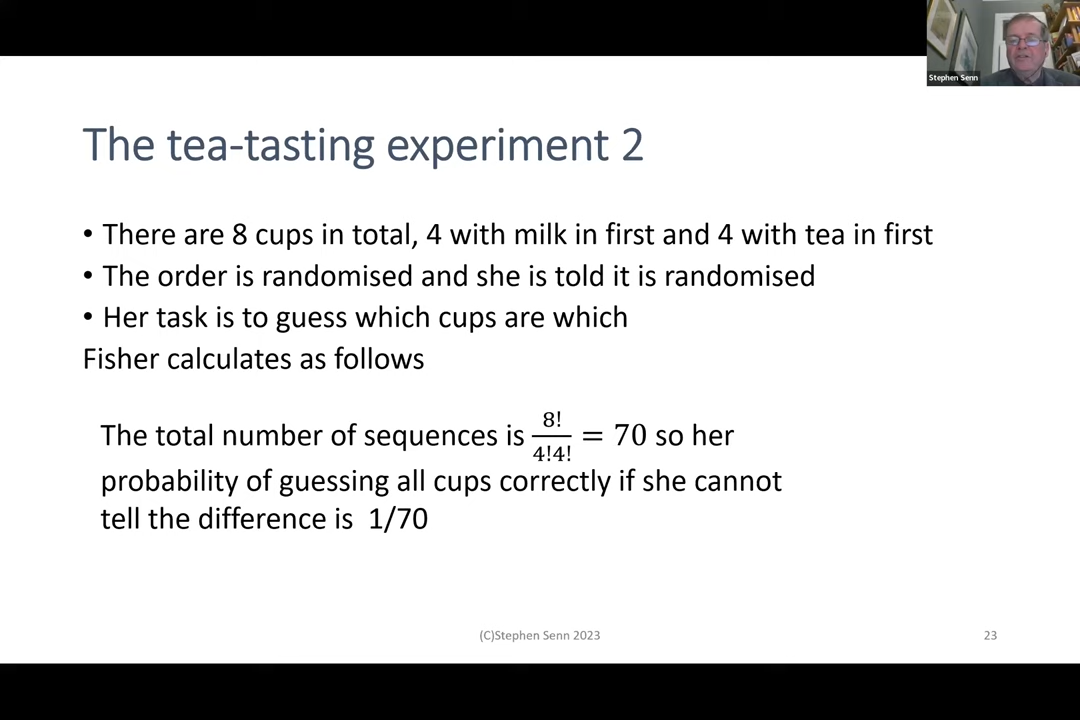 Stephen Senn
The tea-tasting experiment 2
• There are 8 cups in total, 4 with milk in first and 4 with tea in first
• The order is randomised and she is told it is randomised
• Her task is to guess which cups are which
Fisher calculates as follows
The total number of sequences is 8!/4!4! = 70 so her
probability of guessing all cups correctly if she cannot
tell the difference is 1/70
(C)Stephen Senn 2023
23